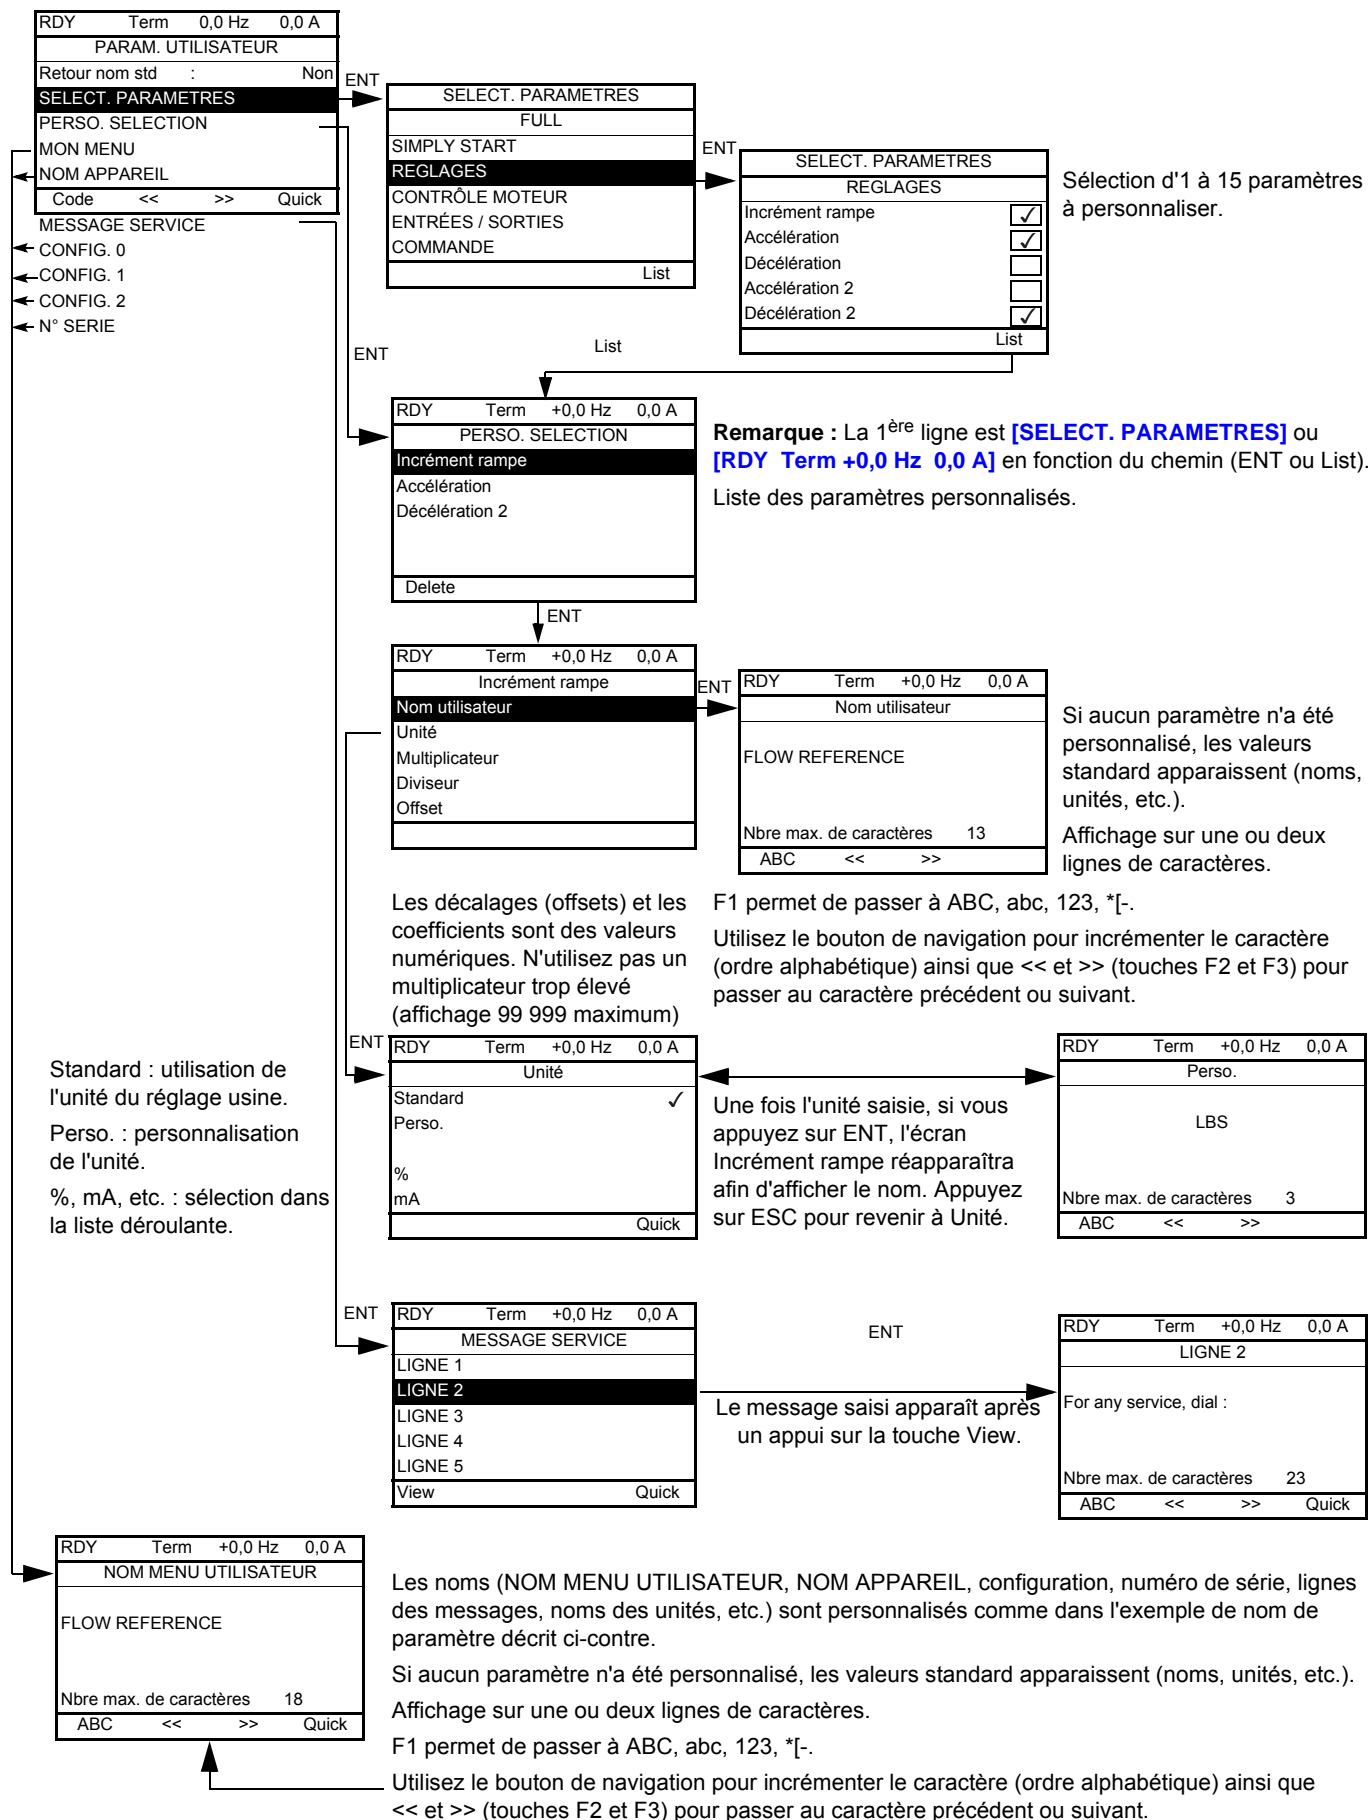 RDY Term 0,0 Hz 0,0 A
PARAM. UTILISATEUR
Retour nom std : Non
SELECT. PARAMETRES
PERSO. SELECTION
MON MENU
NOM APPAREIL
Code << >> Quick
MESSAGE SERVICE
CONFIG. 0
CONFIG. 1
CONFIG. 2
N° SERIE
ENT
SELECT. PARAMETRES
FULL
SIMPLY START
REGLAGES
CONTRÔLE MOTEUR
ENTRÉES / SORTIES
COMMANDE
List
ENT
SELECT. PARAMETRES
REGLAGES
Incrément rampe ✓
Accélération ✓
Décélération
Accélération 2
Décélération 2 ✓
List
Sélection d'1 à 15 paramètres
à personnaliser.
ENT
List
RDY Term +0,0 Hz 0,0 A
PERSO. SELECTION
Incrément rampe
Accélération
Décélération 2
Delete
Remarque : La 1ère ligne est [SELECT. PARAMETRES] ou
[RDY Term +0,0 Hz 0,0 A] en fonction du chemin (ENT ou List).
Liste des paramètres personnalisés.
ENT
RDY Term +0,0 Hz 0,0 A
Incrément rampe
Nom utilisateur
Unité
Multiplicateur
Diviseur
Offset
ENT
RDY Term +0,0 Hz 0,0 A
Nom utilisateur
FLOW REFERENCE
Nbre max. de caractères 13
ABC << >>
Si aucun paramètre n'a été
personnalisé, les valeurs
standard apparaissent (noms,
unités, etc.).
Affichage sur une ou deux
lignes de caractères.
Les décalages (offsets) et les
coefficients sont des valeurs
numériques. N'utilisez pas un
multiplicateur trop élevé
(affichage 99 999 maximum)
F1 permet de passer à ABC, abc, 123, *[-.
Utilisez le bouton de navigation pour incrémenter le caractère
(ordre alphabétique) ainsi que << et >> (touches F2 et F3) pour
passer au caractère précédent ou suivant.
Standard : utilisation de
l'unité du réglage usine.
Perso. : personnalisation
de l'unité.
%, mA, etc. : sélection dans
la liste déroulante.
ENT
RDY Term +0,0 Hz 0,0 A
Unité
Standard ✓
Perso.
%
mA
Quick
Une fois l'unité saisie, si vous
appuyez sur ENT, l'écran
Incrément rampe réapparaîtra
afin d'afficher le nom. Appuyez
sur ESC pour revenir à Unité.
RDY Term +0,0 Hz 0,0 A
Perso.
LBS
Nbre max. de caractères 3
ABC << >>
ENT
RDY Term +0,0 Hz 0,0 A
MESSAGE SERVICE
LIGNE 1
LIGNE 2
LIGNE 3
LIGNE 4
LIGNE 5
View Quick
ENT
Le message saisi apparaît après
un appui sur la touche View.
RDY Term +0,0 Hz 0,0 A
LIGNE 2
For any service, dial :
Nbre max. de caractères 23
ABC << >> Quick
RDY Term +0,0 Hz 0,0 A
NOM MENU UTILISATEUR
FLOW REFERENCE
Nbre max. de caractères 18
ABC << >> Quick
Les noms (NOM MENU UTILISATEUR, NOM APPAREIL, configuration, numéro de série, lignes
des messages, noms des unités, etc.) sont personnalisés comme dans l'exemple de nom de
paramètre décrit ci-contre.
Si aucun paramètre n'a été personnalisé, les valeurs standard apparaissent (noms, unités, etc.).
Affichage sur une ou deux lignes de caractères.
F1 permet de passer à ABC, abc, 123, *[-.
Utilisez le bouton de navigation pour incrémenter le caractère (ordre alphabétique) ainsi que
<< et >> (touches F2 et F3) pour passer au caractère précédent ou suivant.